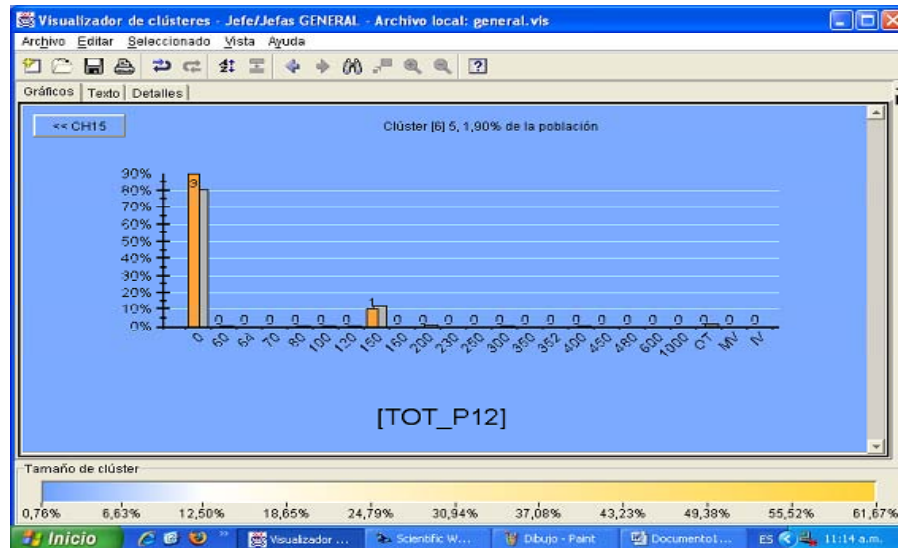 Visualizador de clústeres - Jefe/Jefas GENERAL - Archivo local: general.vis
Archivo Editar Seleccionado Vista Ayuda
Gráficos Texto Detalles
<< CH15
Clúster [6] 5, 1,90% de la población
90%
80%
70%
60%
50%
40%
30%
20%
10%
0%
9 0 0 0 0 0 0 1 0 0 0 0 0 0 0 0 0 0 0 0 0 0 0
0 60 64 70 80 100 120 150 160 200 230 250 300 350 352 400 450 480 600 1000 OT MV IV
[TOT_P12]
Tamaño de clúster
0,76% 6,63% 12,50% 18,65% 24,79% 30,94% 37,08% 43,23% 49,38% 55,52% 61,67%
Inicio Visualizador ... Scientific W... Dibujo - Paint Documento1... ES 11:14 a.m.